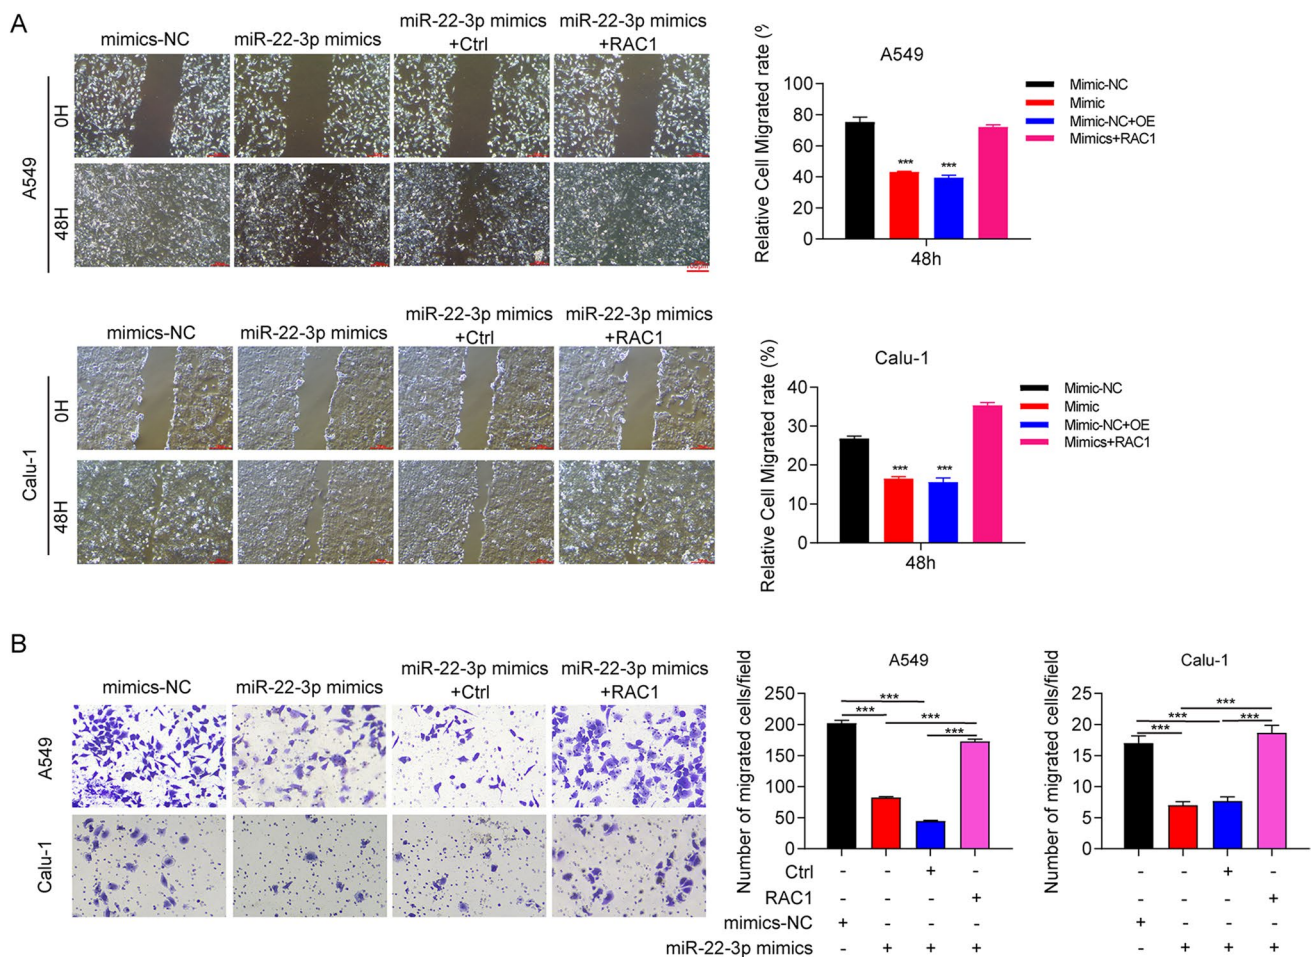 A
mimics-NC
miR-22-3p mimics
miR-22-3p mimics
+Ctrl
miR-22-3p mimics
+RAC1
A549
0H
48H
100μm
Relative Cell Migrated rate (%
A549
100
80
60
40
20
0
***
***
48h
Mimic-NC
Mimic
Mimic-NC+OE
Mimics+RAC1
mimics-NC
miR-22-3p mimics
miR-22-3p mimics
+Ctrl
miR-22-3p mimics
+RAC1
Calu-1
0H
48H
Relative Cell Migrated rate (%)
Calu-1
40
30
20
10
0
***
***
48h
Mimic-NC
Mimic
Mimic-NC+OE
Mimics+RAC1
B
mimics-NC
miR-22-3p mimics
miR-22-3p mimics
+Ctrl
miR-22-3p mimics
+RAC1
A549
Calu-1
Number of migrated cells/field
A549
250
200
150
100
50
0
***
***
***
***
Number of migrated cells/field
Calu-1
25
20
15
10
5
0
***
***
***
***
Ctrl - - + - - - + -
RAC1 - - - + - - - +
mimics-NC + - - - + - - -
miR-22-3p mimics - + + + - + + +